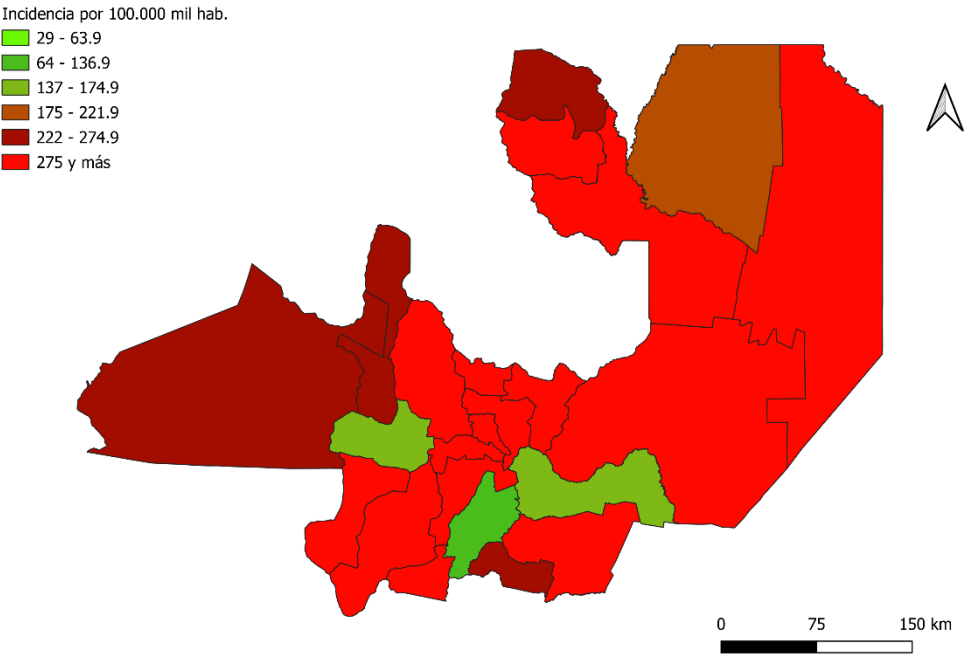 Incidencia por 100.000 mil hab.
29 - 63.9
64 - 136.9
137 - 174.9
175 - 221.9
222 - 274.9
275 y más
0 75 150 km